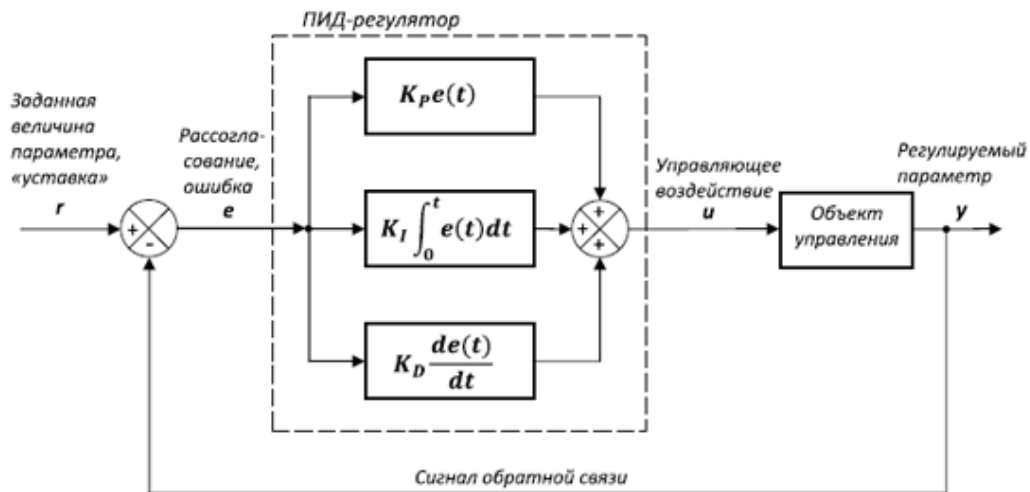 ПИД-регулятор
Заданная
величина
параметра,
«уставка»
r
+
-
Рассогла-
сование,
ошибка
e
K_P e(t)
K_I ∫_0^t e(t)dt
K_D de(t)/dt
+
+
+
Управляющее
воздействие
u
Объект
управления
Регулируемый
параметр
y
Сигнал обратной связи